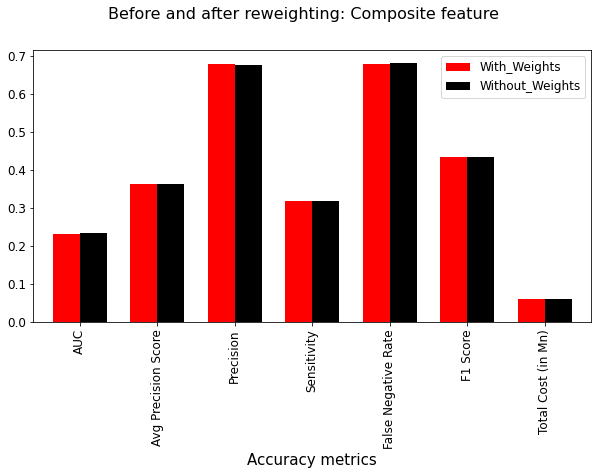 Before and after reweighting: Composite feature
With_Weights
Without_Weights
0.7
0.6
0.5
0.4
0.3
0.2
0.1
0.0
AUC
Avg Precision Score
Precision
Sensitivity
False Negative Rate
F1 Score
Total Cost (in Mn)
Accuracy metrics